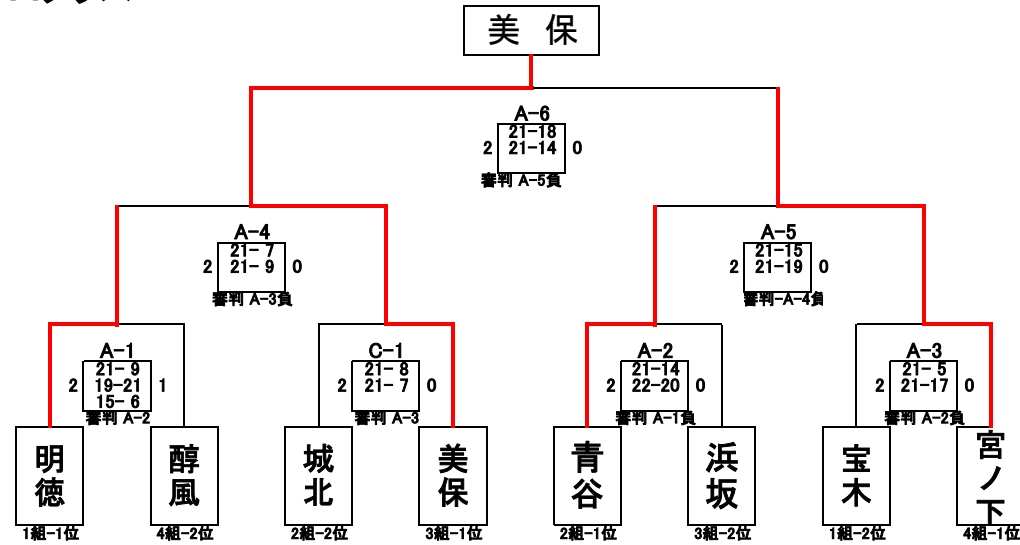 美 保
A-6
21-18
2 21-14 0
審判 A-5負
A-4
21- 7
2 21- 9 0
審判 A-3負
A-5
21-15
2 21-19 0
審判-A-4負
A-1
21- 9
2 19-21 1
15- 6
審判 A-2
C-1
21- 8
2 21- 7 0
審判 A-3
A-2
21-14
2 22-20 0
審判 A-1負
A-3
21- 5
2 21-17 0
審判 A-2負
明徳
醇風
城北
美保
青谷
浜坂
宝木
宮ノ下
1組-1位
4組-2位
2組-2位
3組-1位
2組-1位
3組-2位
1組-2位
4組-1位